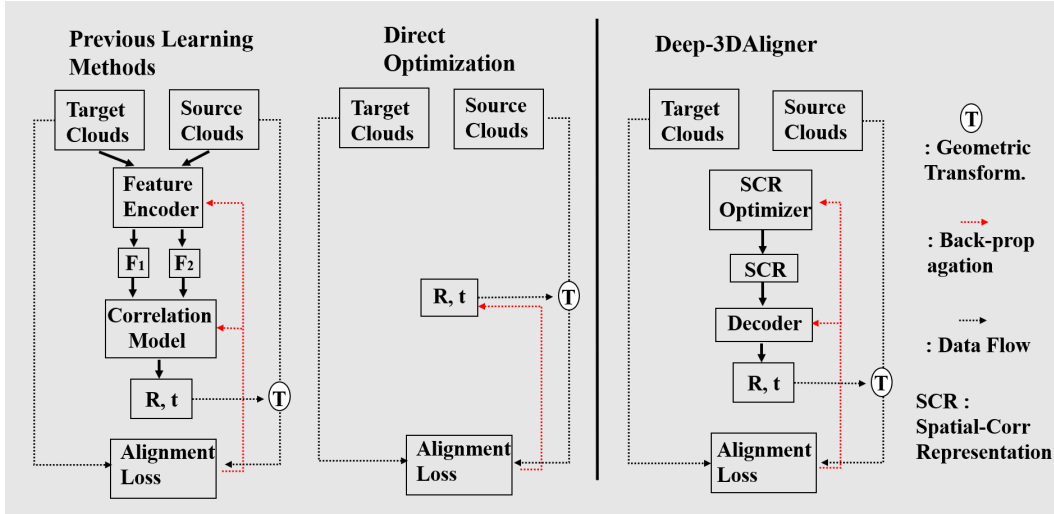 Previous Learning
Methods
Target
Clouds
Source
Clouds
Feature
Encoder
F1
F2
Correlation
Model
R, t
T
Alignment
Loss
Direct
Optimization
Target
Clouds
Source
Clouds
R, t
T
Alignment
Loss
Deep-3DAligner
Target
Clouds
Source
Clouds
SCR
Optimizer
SCR
Decoder
R, t
T
Alignment
Loss
T
: Geometric
Transform.
: Back-prop
agation
: Data Flow
SCR :
Spatial-Corr
Representation